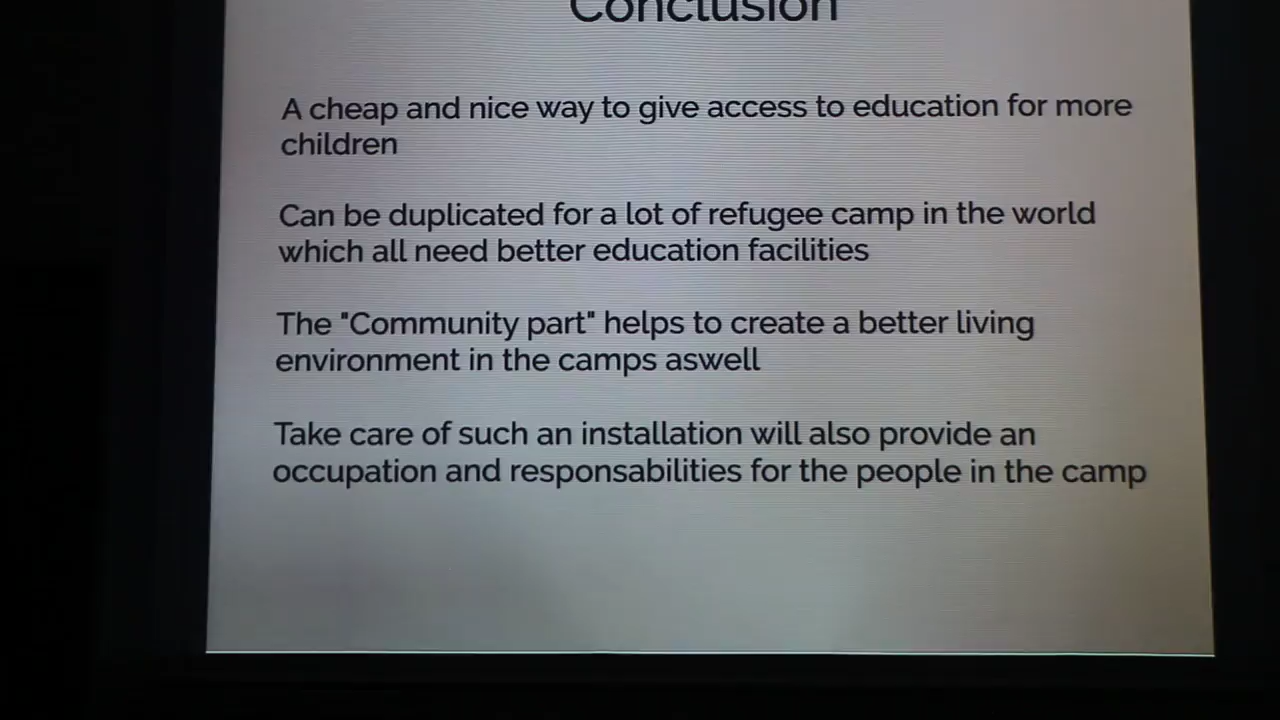 Conclusion
A cheap and nice way to give access to education for more
children
Can be duplicated for a lot of refugee camp in the world
which all need better education facilities
The "Community part" helps to create a better living
environment in the camps aswell
Take care of such an installation will also provide an
occupation and responsabilities for the people in the camp